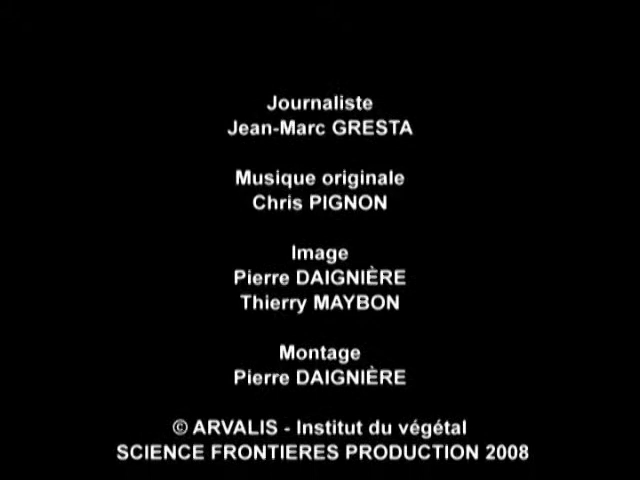 Journaliste
Jean-Marc GRESTA
Musique originale
Chris PIGNON
Image
Pierre DAIGNIÈRE
Thierry MAYBON
Montage
Pierre DAIGNIÈRE
© ARVALIS - Institut du végétal
SCIENCE FRONTIERES PRODUCTION 2008